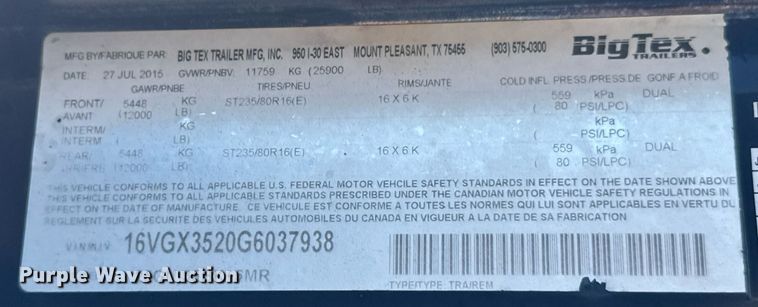 MFG BY/FABRIQUE PAR: BIG TEX TRAILER MFG, INC. 950 I-30 EAST MOUNT PLEASANT, TX 75455 (903) 575-0300
BigTex.
TRAILERS
DATE: 27 JUL 2015 GVWR/PNBV: 11759 KG (25900 LB)
GAWR/PNBE TIRES/PNEU RIMS/JANTE COLD INFL PRESS/PRESS DE GONF A FROID
FRONT/ 5448 KG ST235/80R16(E) 16 X 6 K 559 kPa DUAL
AVANT (12000 LB) ( 80 PSI/LPC)
INTERM/ KG kPa
INTERM ( LB) ( PSI/LPC)
REAR/ 5448 KG ST235/80R16(E) 16 X 6 K 559 kPa DUAL
ARRIERE (12000 LB) ( 80 PSI/LPC)
THIS VEHICLE CONFORMS TO ALL APPLICABLE U.S. FEDERAL MOTOR VEHCILE SAFETY STANDARDS IN EFFECT ON THE DATE SHOWN ABOVE
THIS VEHICLE CONFORMS TO ALL APPLICABLE STANDARDS PRESCRIBED UNDER THE CANADIAN MOTOR VEHICLE SAFETY REGULATIONS IN
EFFECT ON DATE OF MANUFACTURE. CE VEHICULE EST CONFORME A TOUTES LES NORMES QUI LUI SONT APPLICABLES EN VERTU DU
REGLEMENT SUR LA SECURITE DES VEHICULES AUTOMOBILES DU CANADA EN VIGUEUR A LA DATE DE SA FABRICATION
V.I.N./N.I.V. 16VGX3520G6037938
MR
TYPE/TYPE: TRA/REM
Purple Wave Auction